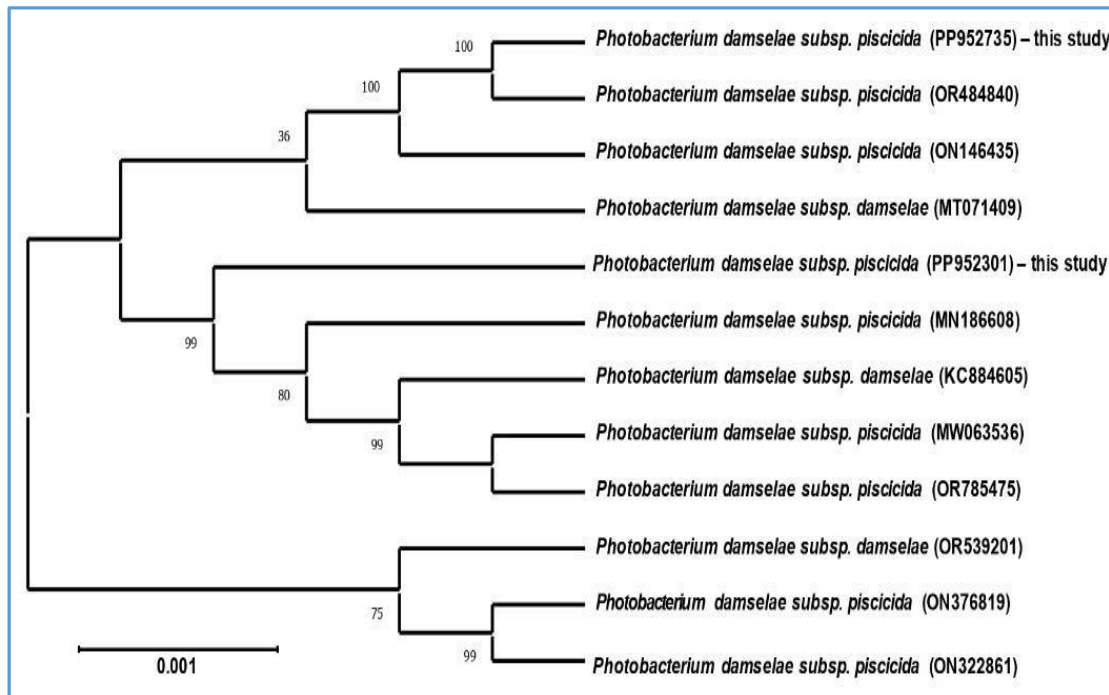 100
Photobacterium damselae subsp. piscicida (PP952735) – this study
100
Photobacterium damselae subsp. piscicida (OR484840)
36
Photobacterium damselae subsp. piscicida (ON146435)
Photobacterium damselae subsp. damselae (MT071409)
Photobacterium damselae subsp. piscicida (PP952301) – this study
99
Photobacterium damselae subsp. piscicida (MN186608)
80
Photobacterium damselae subsp. damselae (KC884605)
99
Photobacterium damselae subsp. piscicida (MW063536)
Photobacterium damselae subsp. piscicida (OR785475)
Photobacterium damselae subsp. damselae (OR539201)
75
Photobacterium damselae subsp. piscicida (ON376819)
99
Photobacterium damselae subsp. piscicida (ON322861)
0.001